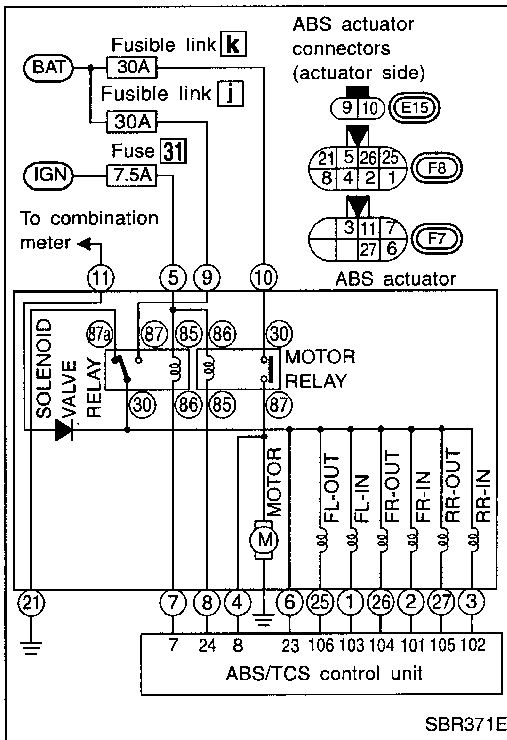 Fusible link k
BAT
30A
Fusible link j
30A
Fuse 31
IGN
7.5A
To combination
meter
ABS actuator
connectors
(actuator side)
9 10
E15
21 5 26 25
8 4 2 1
F8
3 11 7
27 6
F7
11
5
9
10
ABS actuator
87a
87
85
86
30
SOLENOID
VALVE
RELAY
MOTOR
RELAY
30
86
85
87
MOTOR
M
FL-OUT
FL-IN
FR-OUT
FR-IN
RR-OUT
RR-IN
21
7
8
4
6
25
1
26
2
27
3
7 24 8 23 106 103 104 101 105 102
ABS/TCS control unit
SBR371E